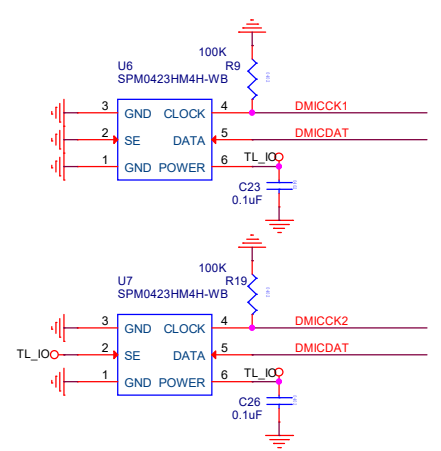 100K
U6
R9
SPM0423HM4H-WB
3 GND CLOCK 4 DMICCK1
2 SE DATA 5 DMICDAT
TL_IO
1 GND POWER 6
C23
0.1uF
100K
U7
R19
SPM0423HM4H-WB
3 GND CLOCK 4 DMICCK2
TL_IO 2 SE DATA 5 DMICDAT
TL_IO
1 GND POWER 6
C26
0.1uF